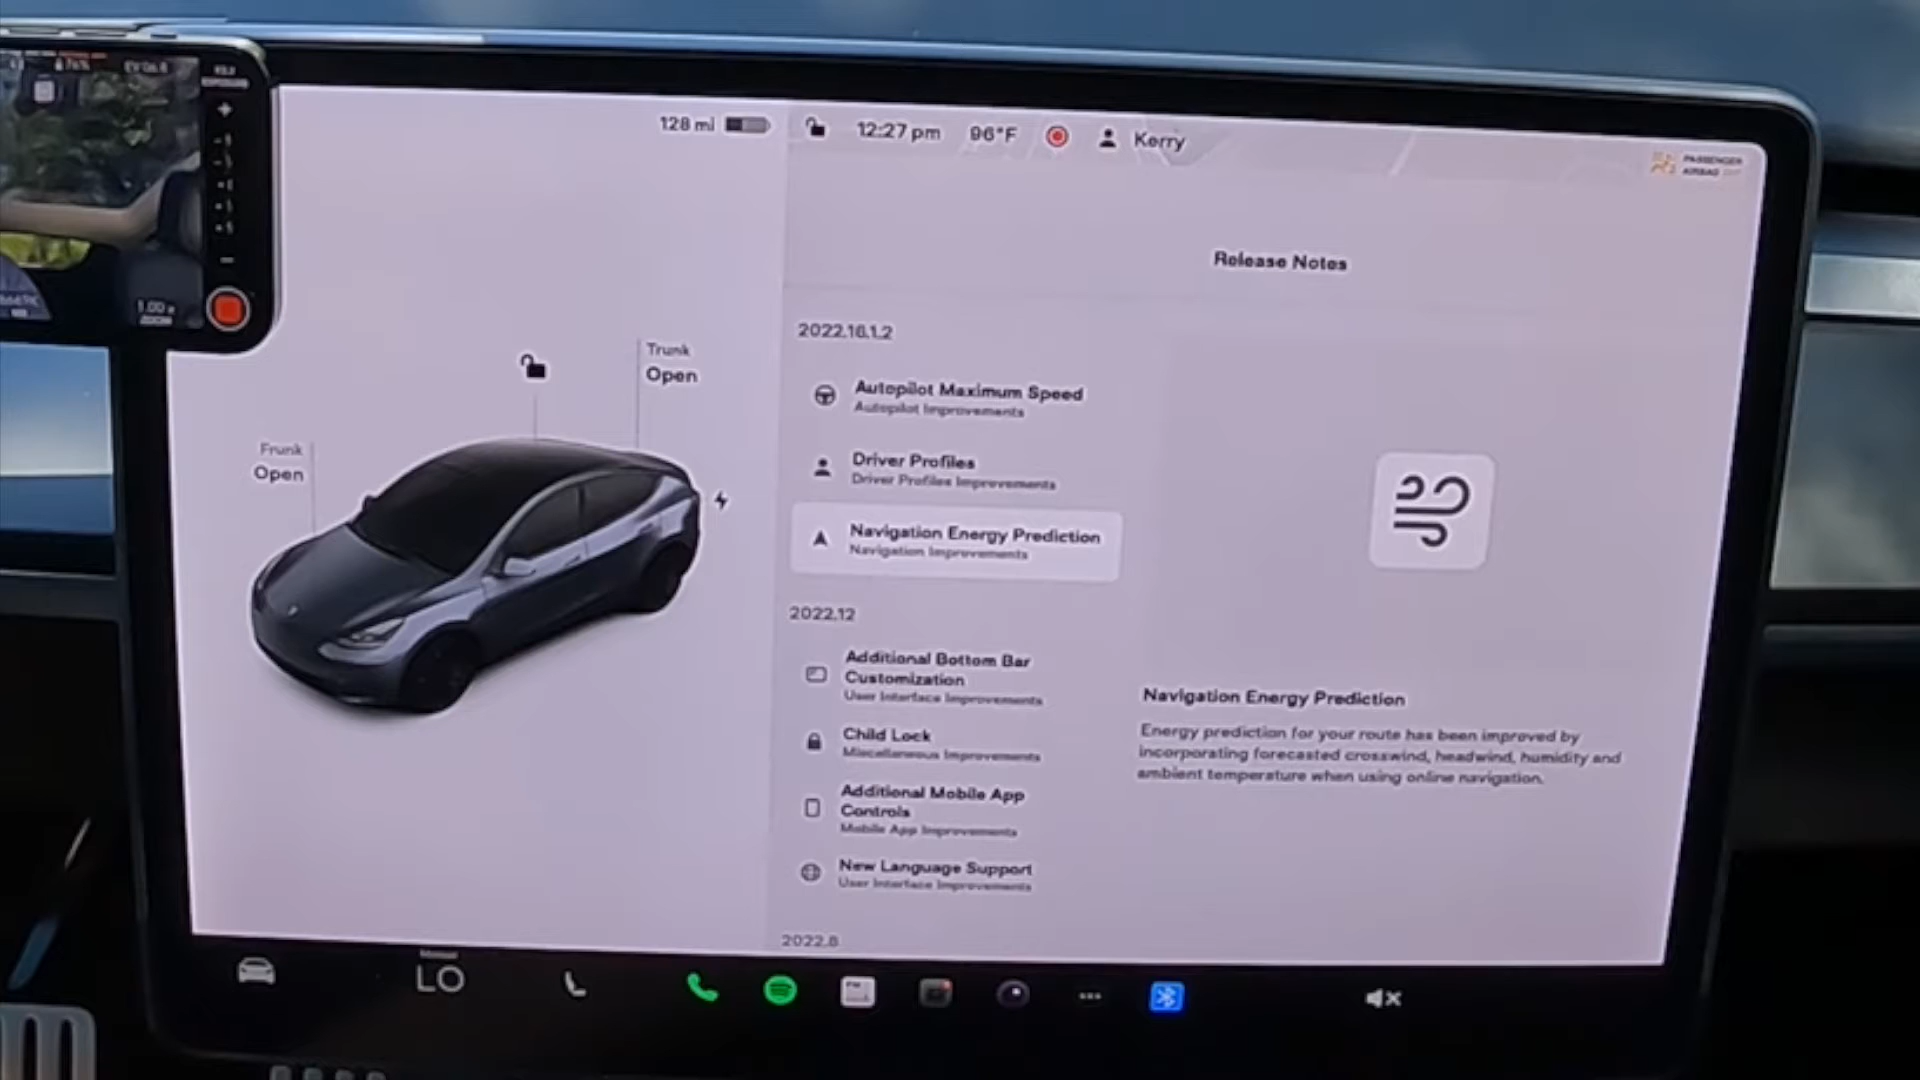 128 mi
12:27 pm 96°F Kerry
PASSENGER
AIRBAG
Release Notes
Trunk
Open
Frunk
Open
2022.16.1.2
Autopilot Maximum Speed
Autopilot Improvements
Driver Profiles
Driver Profiles Improvements
Navigation Energy Prediction
Navigation Improvements
2022.12
Additional Bottom Bar
Customization
User Interface Improvements
Child Lock
Miscellaneous Improvements
Additional Mobile App
Controls
Mobile App Improvements
New Language Support
User Interface Improvements
2022.8
Navigation Energy Prediction
Energy prediction for your route has been improved by
incorporating forecasted crosswind, headwind, humidity and
ambient temperature when using online navigation.
Manual
LO